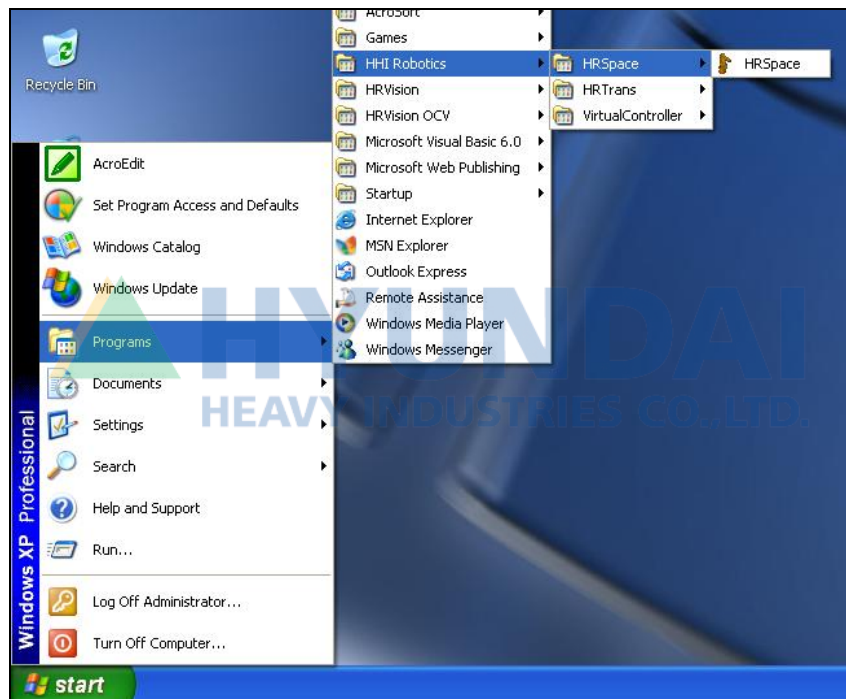 Recycle Bin
AcroSoft
Games
HHI Robotics
HRVision
HRVision OCV
Microsoft Visual Basic 6.0
Microsoft Web Publishing
Startup
Internet Explorer
MSN Explorer
Outlook Express
Remote Assistance
Windows Media Player
Windows Messenger
HRSpace
HRTrans
VirtualController
HRSpace
AcroEdit
Set Program Access and Defaults
Windows Catalog
Windows Update
Programs
Documents
Settings
Search
Help and Support
Run...
Log Off Administrator...
Turn Off Computer...
Windows XP Professional
start
HYUNDAI
HEAVY INDUSTRIES CO.,LTD.